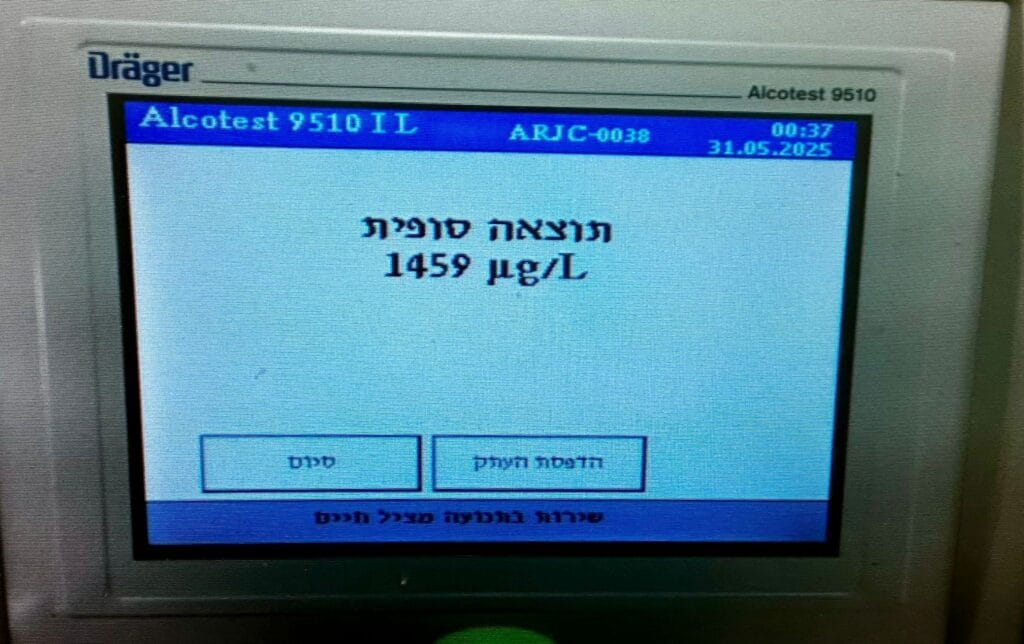 Dräger
Alcotest 9510
Alcotest 9510 IL
ARJC-0038
00:37
31.05.2025
תוצאה סופית
1459 µg/L
הדפסת העתק
סיום
שירות בתנועה מציל חיים